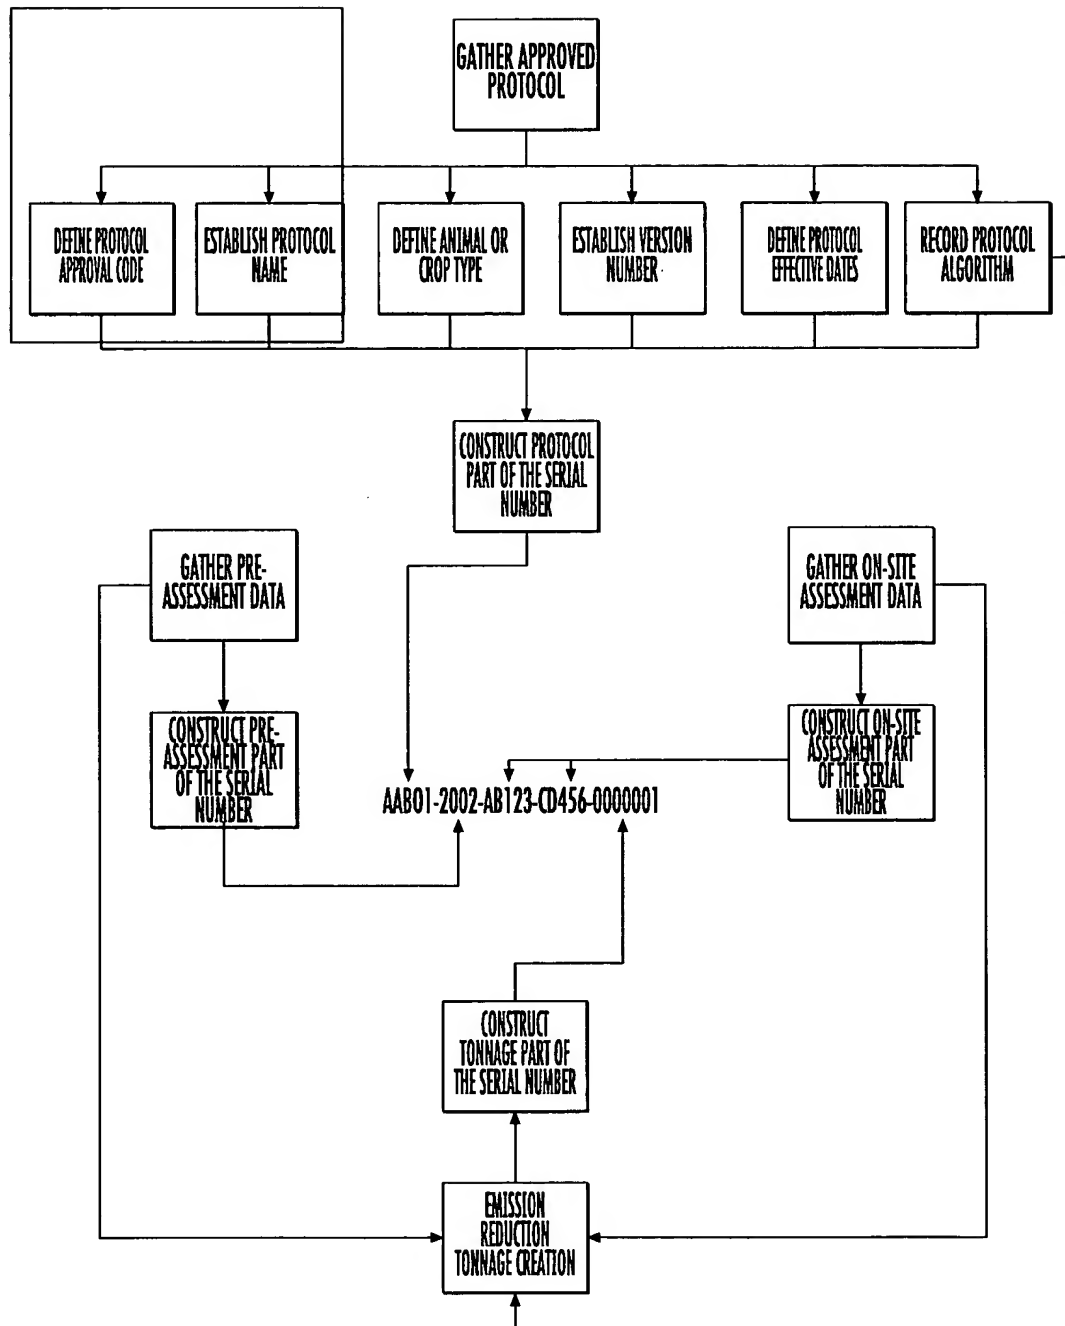 GATHER APPROVED
PROTOCOL
DEFINE PROTOCOL
APPROVAL CODE
ESTABLISH PROTOCOL
NAME
DEFINE ANIMAL OR
CROP TYPE
ESTABLISH VERSION
NUMBER
DEFINE PROTOCOL
EFFECTIVE DATES
RECORD PROTOCOL
ALGORITHM
CONSTRUCT PROTOCOL
PART OF THE SERIAL
NUMBER
GATHER PRE-
ASSESSMENT DATA
GATHER ON-SITE
ASSESSMENT DATA
CONSTRUCT PRE-
ASSESSMENT PART
OF THE SERIAL
NUMBER
CONSTRUCT ON-SITE
ASSESSMENT PART
OF THE SERIAL
NUMBER
AAB01-2002-AB123-CD456-0000001
CONSTRUCT
TONNAGE PART OF
THE SERIAL NUMBER
EMISSION
REDUCTION
TONNAGE CREATION